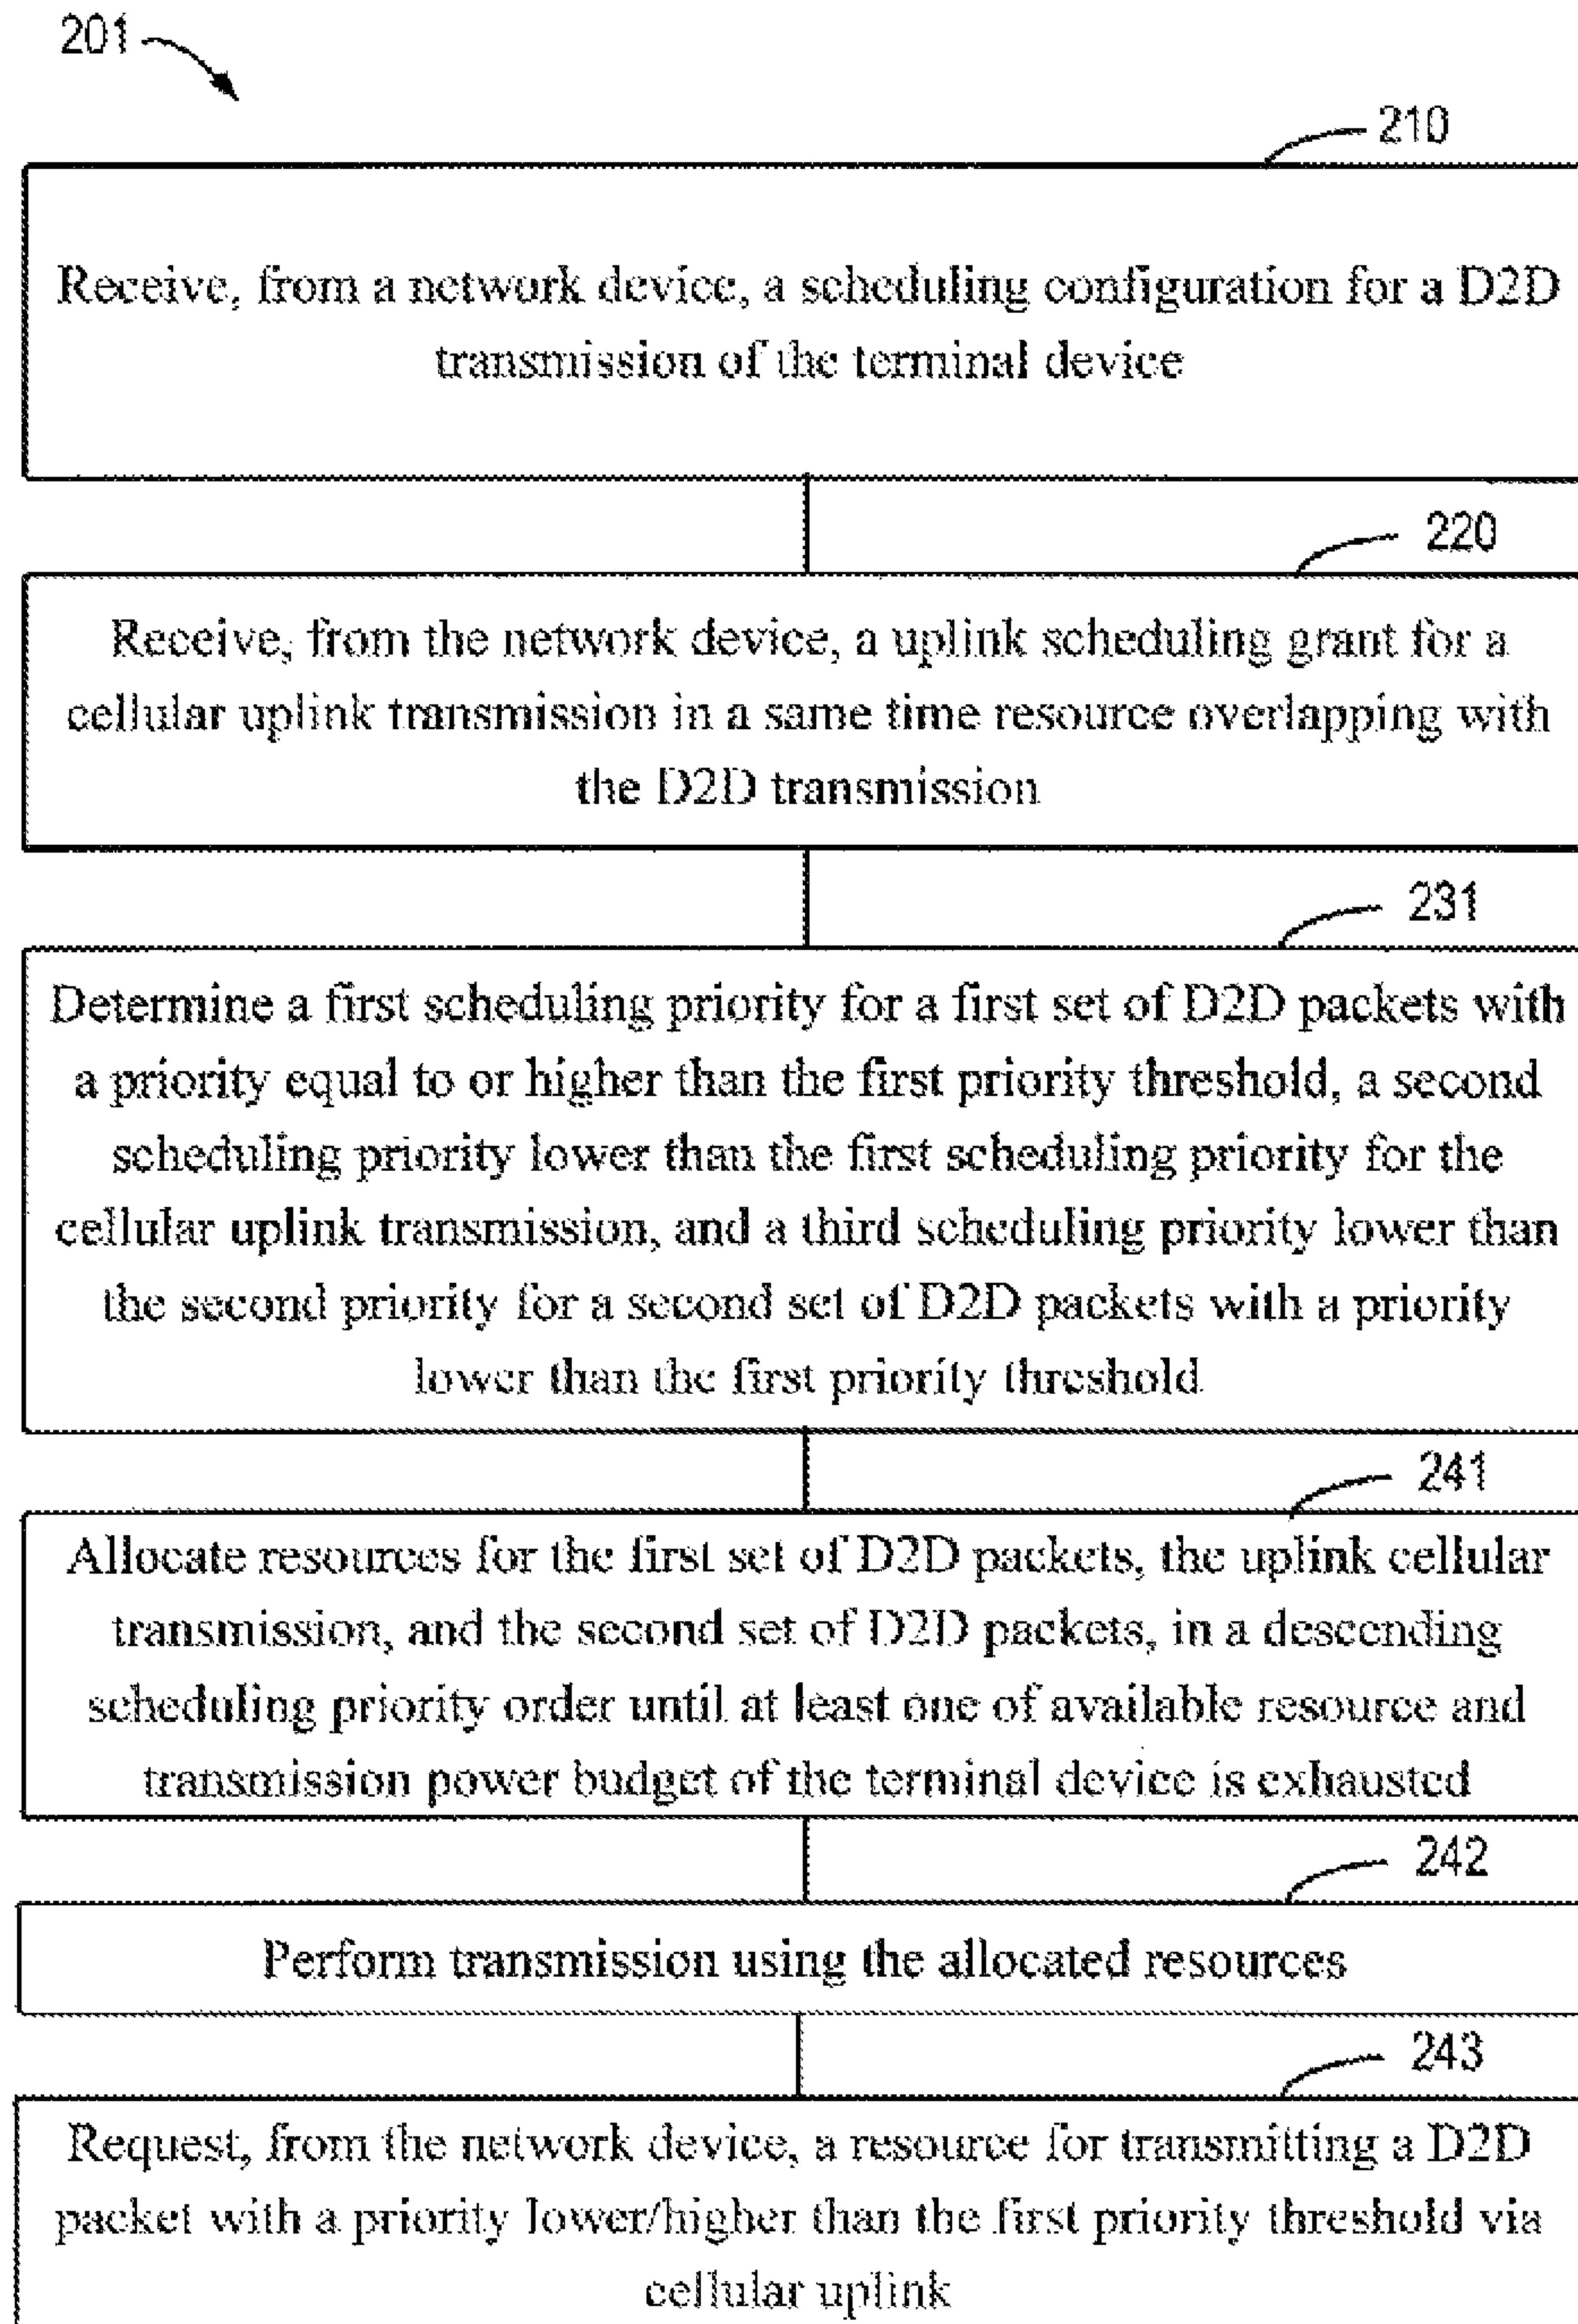 201
210
Receive, from a network device, a scheduling configuration for a D2D
transmission of the terminal device
220
Receive, from the network device, a uplink scheduling grant for a
cellular uplink transmission in a same time resource overlapping with
the D2D transmission
231
Determine a first scheduling priority for a first set of D2D packets with
a priority equal to or higher than the first priority threshold, a second
scheduling priority lower than the first scheduling priority for the
cellular uplink transmission, and a third scheduling priority lower than
the second priority for a second set of D2D packets with a priority
lower than the first priority threshold
241
Allocate resources for the first set of D2D packets, the uplink cellular
transmission, and the second set of D2D packets, in a descending
scheduling priority order until at least one of available resource and
transmission power budget of the terminal device is exhausted
242
Perform transmission using the allocated resources
243
Request, from the network device, a resource for transmitting a D2D
packet with a priority lower/higher than the first priority threshold via
cellular uplink